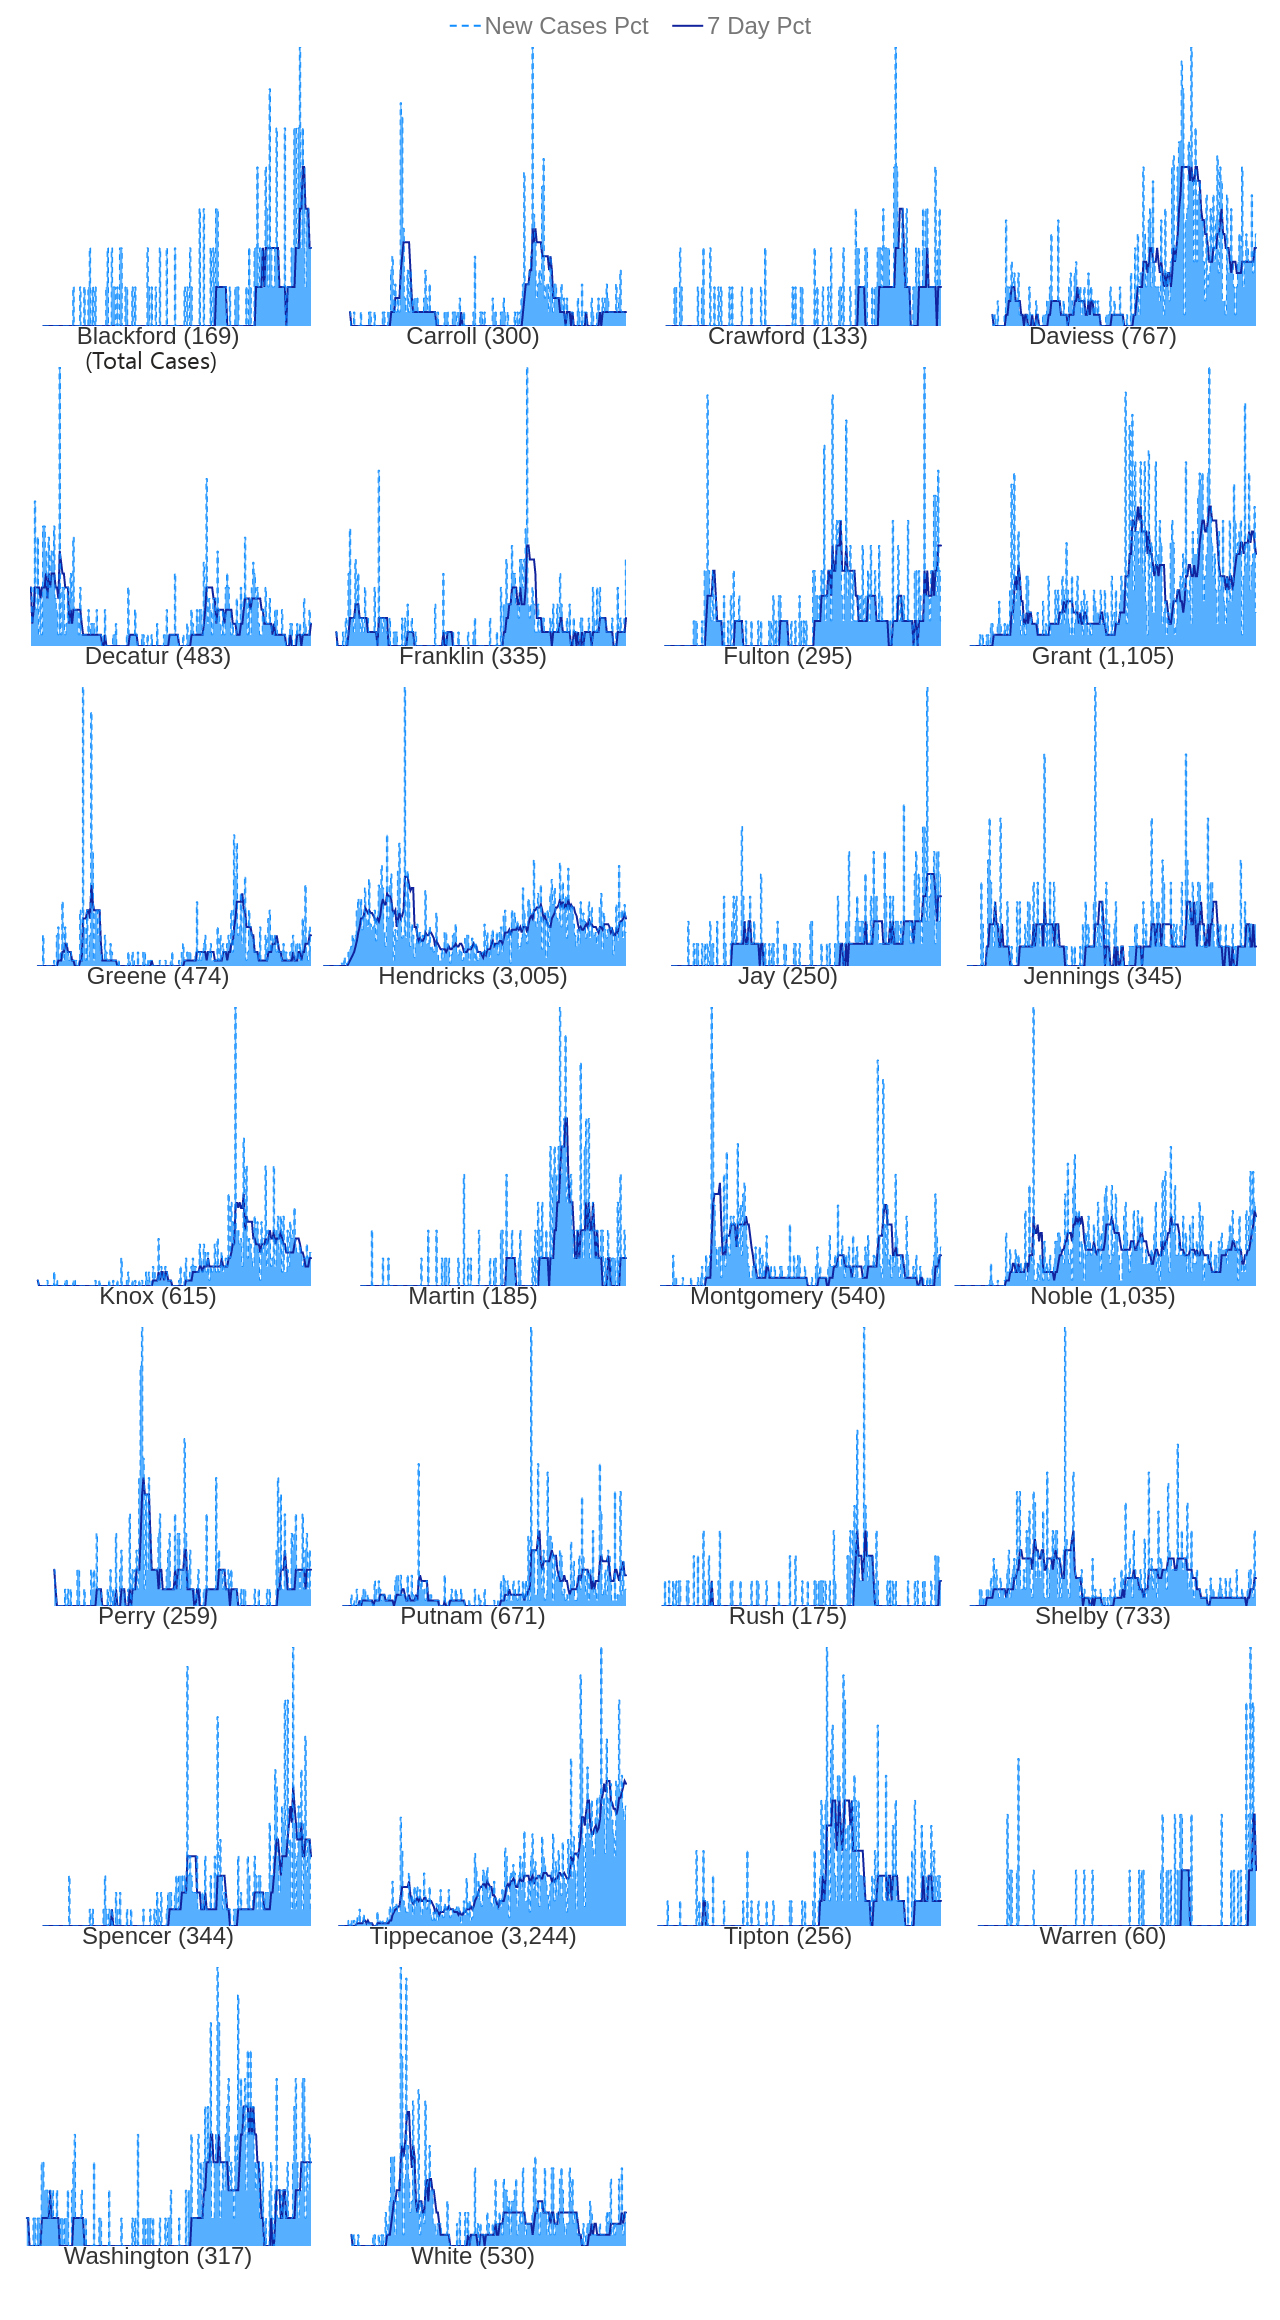 New Cases Pct 7 Day Pct
Blackford (169) Carroll (300) Crawford (133) Daviess (767)
(Total Cases)
Decatur (483) Franklin (335) Fulton (295) Grant (1,105)
Greene (474) Hendricks (3,005) Jay (250) Jennings (345)
Knox (615) Martin (185) Montgomery (540) Noble (1,035)
Perry (259) Putnam (671) Rush (175) Shelby (733)
Spencer (344) Tippecanoe (3,244) Tipton (256) Warren (60)
Washington (317) White (530)